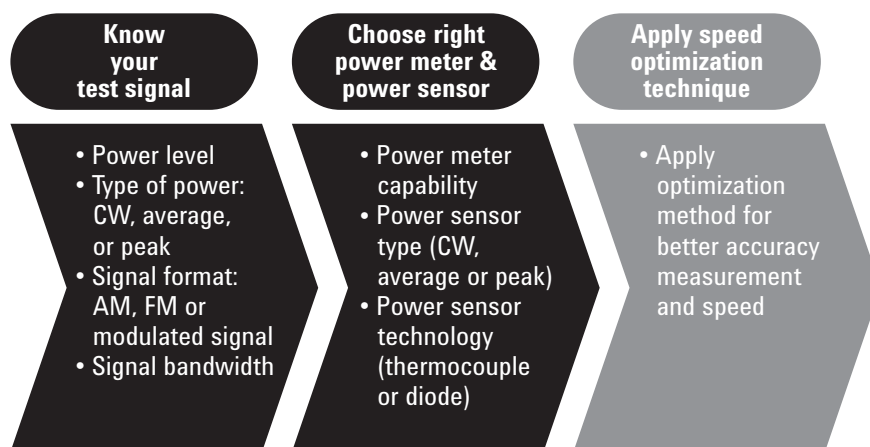 Know
your
test signal
• Power level
• Type of power:
CW, average,
or peak
• Signal format:
AM, FM or
modulated signal
• Signal bandwidth
Choose right
power meter &
power sensor
• Power meter
capability
• Power sensor
type (CW,
average or peak)
• Power sensor
technology
(thermocouple
or diode)
Apply speed
optimization
technique
• Apply
optimization
method for
better accuracy
measurement
and speed